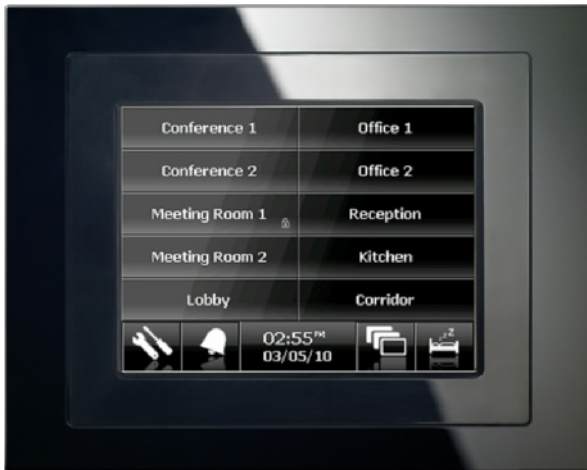 Conference 1
Office 1
Conference 2
Office 2
Meeting Room 1
Reception
Meeting Room 2
Kitchen
Lobby
Corridor
02:55PM
03/05/10
zZ